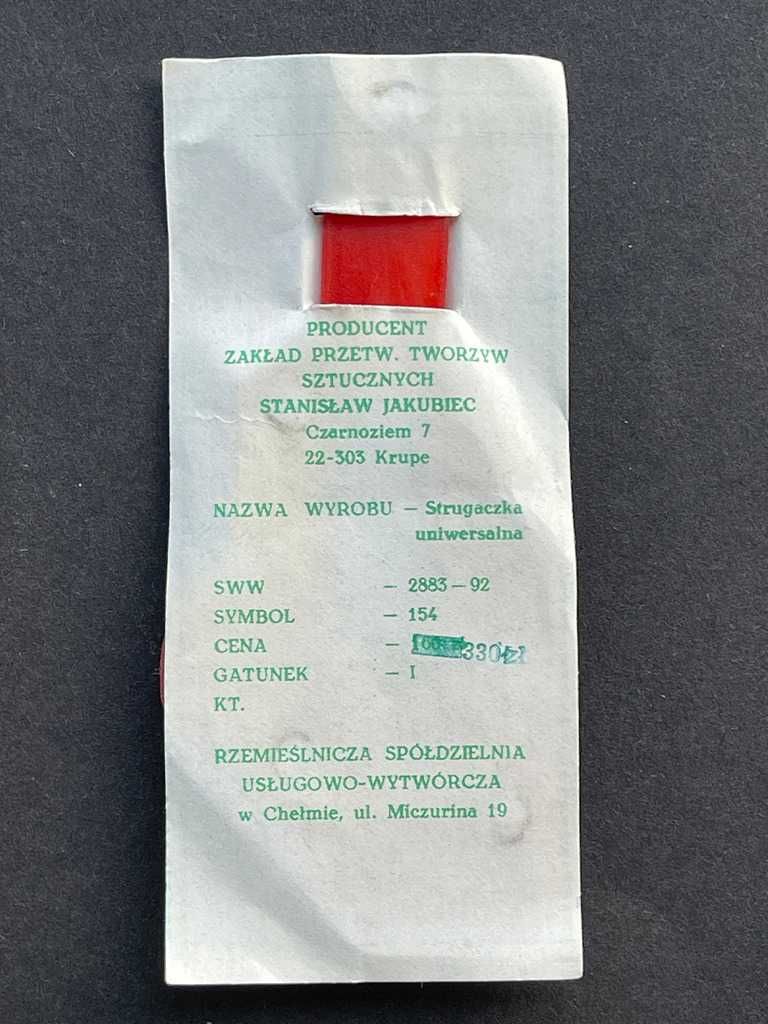 PRODUCENT
ZAKŁAD PRZETW. TWORZYW
SZTUCZNYCH
STANISŁAW JAKUBIEC
Czarnoziem 7
22-303 Krupe
NAZWA WYROBU — Strugaczka
uniwersalna
SWW — 2883—92
SYMBOL — 154
CENA — 330 zł
GATUNEK — I
KT.
RZEMIEŚLNICZA SPÓŁDZIELNIA
USŁUGOWO-WYTWÓRCZA
w Chełmie, ul. Miczurina 19